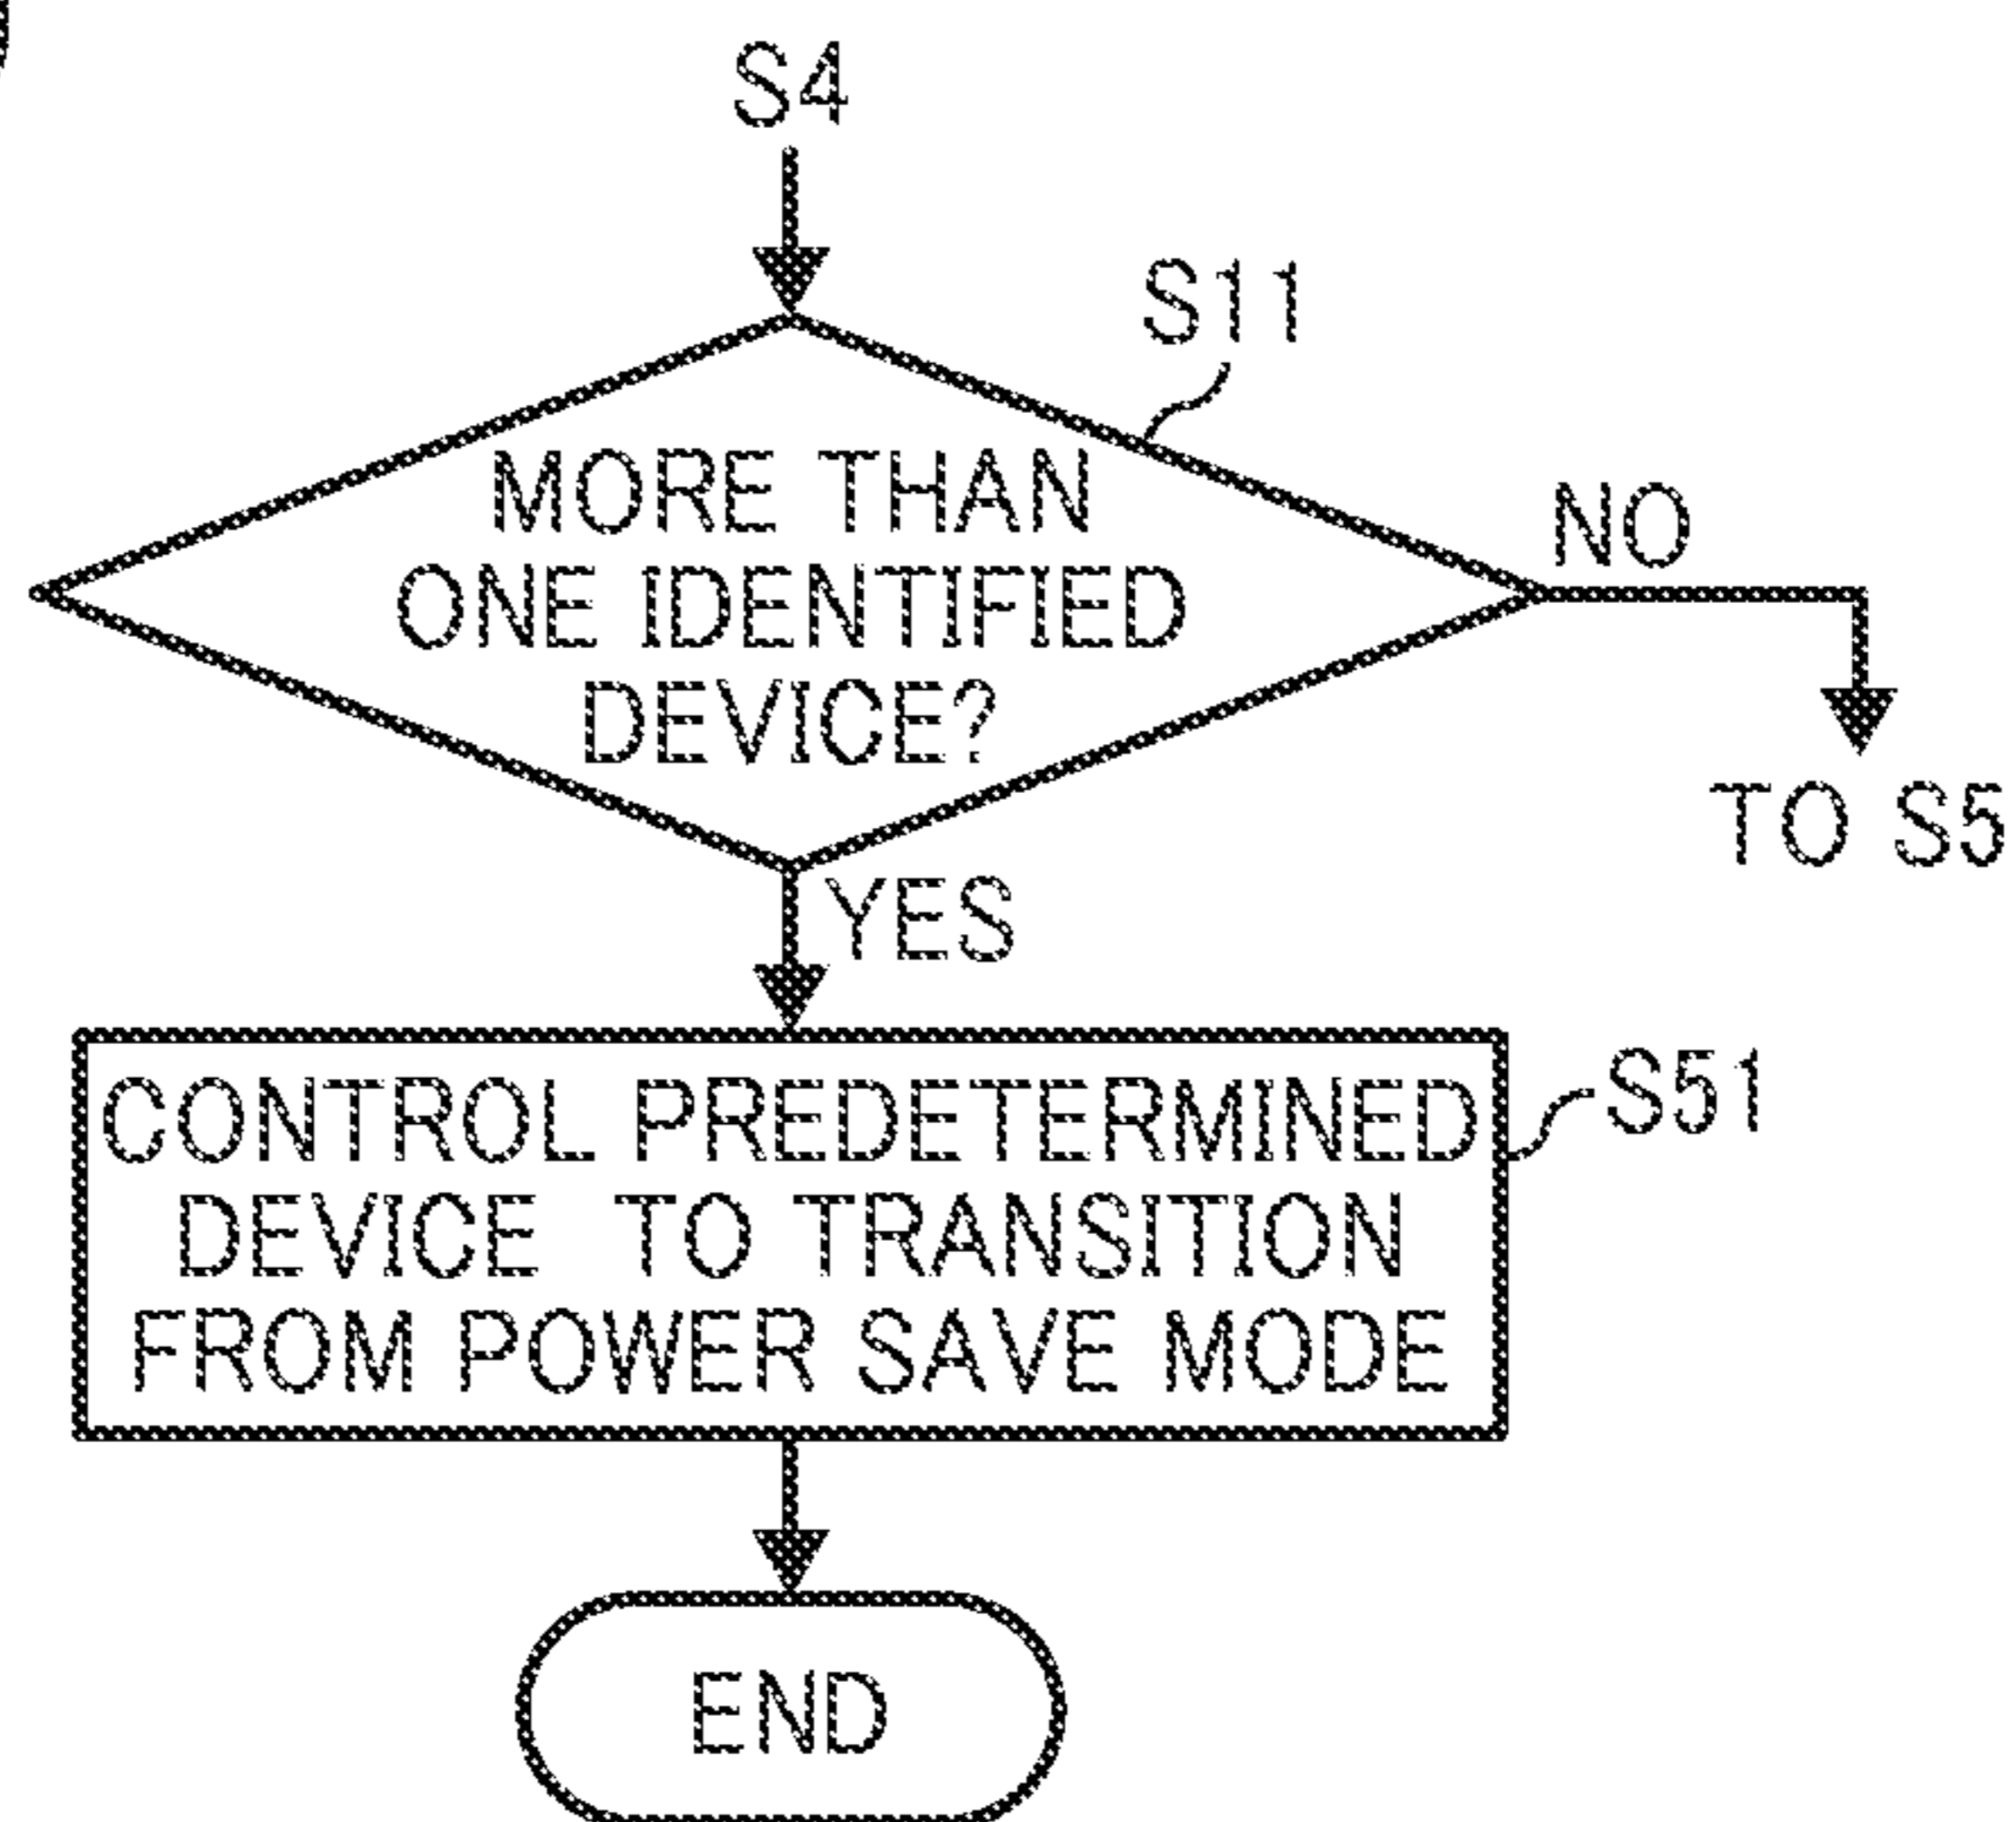 S4
S11
MORE THAN
ONE IDENTIFIED
DEVICE?
NO
TO S5
YES
CONTROL PREDETERMINED
DEVICE TO TRANSITION
FROM POWER SAVE MODE
S51
END